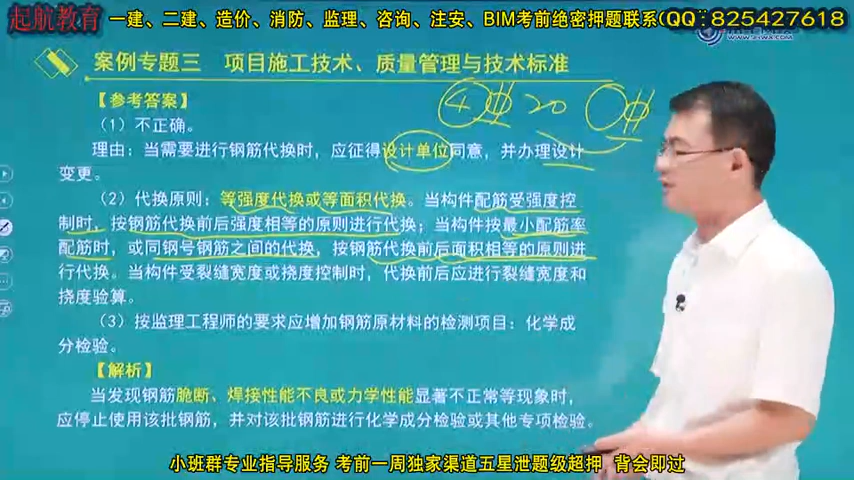 起航教育 一建、二建、造价、消防、监理、咨询、注安、BIM考前绝密押题联系QQ:825427618
案例专题三 项目施工技术、质量管理与技术标准
【参考答案】
（1）不正确。
理由：当需要进行钢筋代换时，应征得设计单位同意，并办理设计
变更。
（2）代换原则：等强度代换或等面积代换。当构件配筋受强度控
制时，按钢筋代换前后强度相等的原则进行代换；当构件按最小配筋率
配筋时，或同钢号钢筋之间的代换，按钢筋代换前后面积相等的原则进
行代换。当构件受裂缝宽度或挠度控制时，代换前后应进行裂缝宽度和
挠度验算。
（3）按监理工程师的要求应增加钢筋原材料的检测项目：化学成
分检验。
【解析】
当发现钢筋脆断、焊接性能不良或力学性能显著不正常等现象时，
应停止使用该批钢筋，并对该批钢筋进行化学成分检验或其他专项检验。
小班群专业指导服务 考前一周独家渠道五星泄题级超押 背会即过